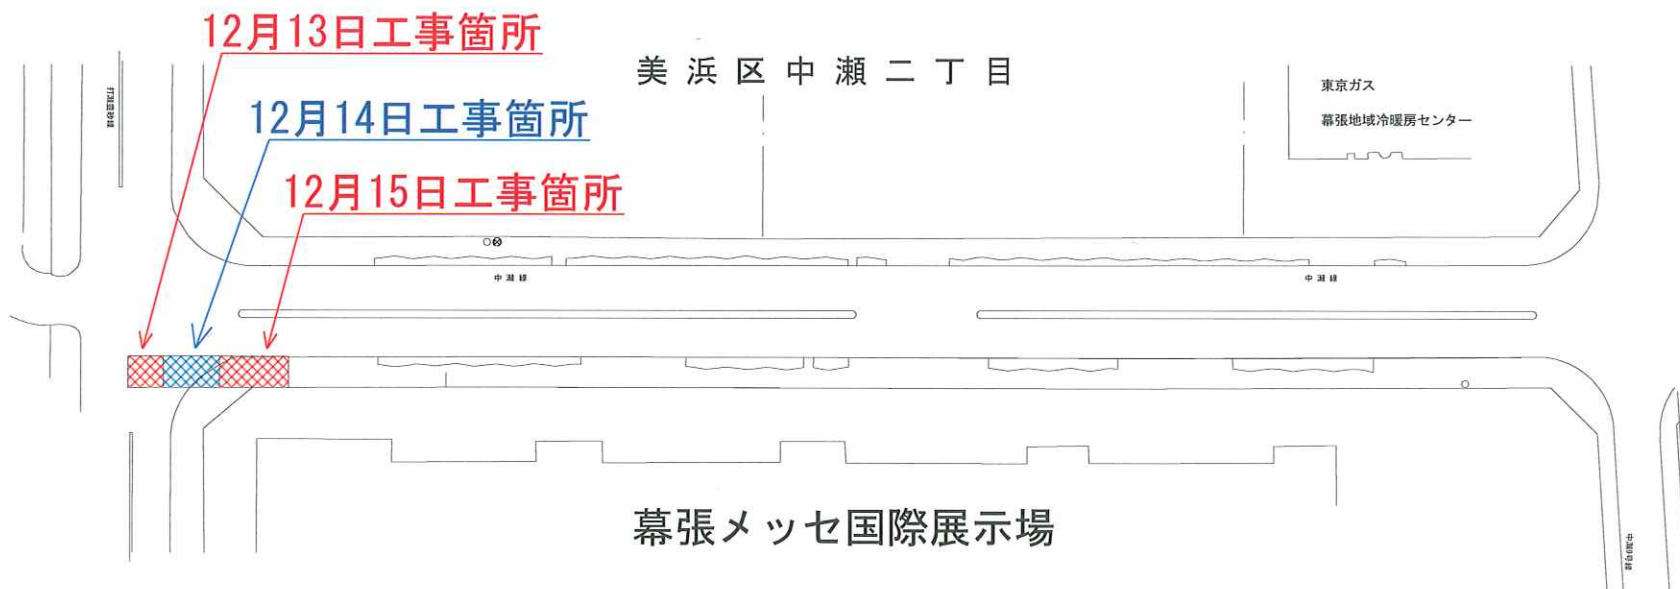 12月13日工事箇所
美浜区中瀬二丁目
東京ガス
幕張地域冷暖房センター
12月14日工事箇所
12月15日工事箇所
中瀬線
中瀬線
幕張メッセ国際展示場